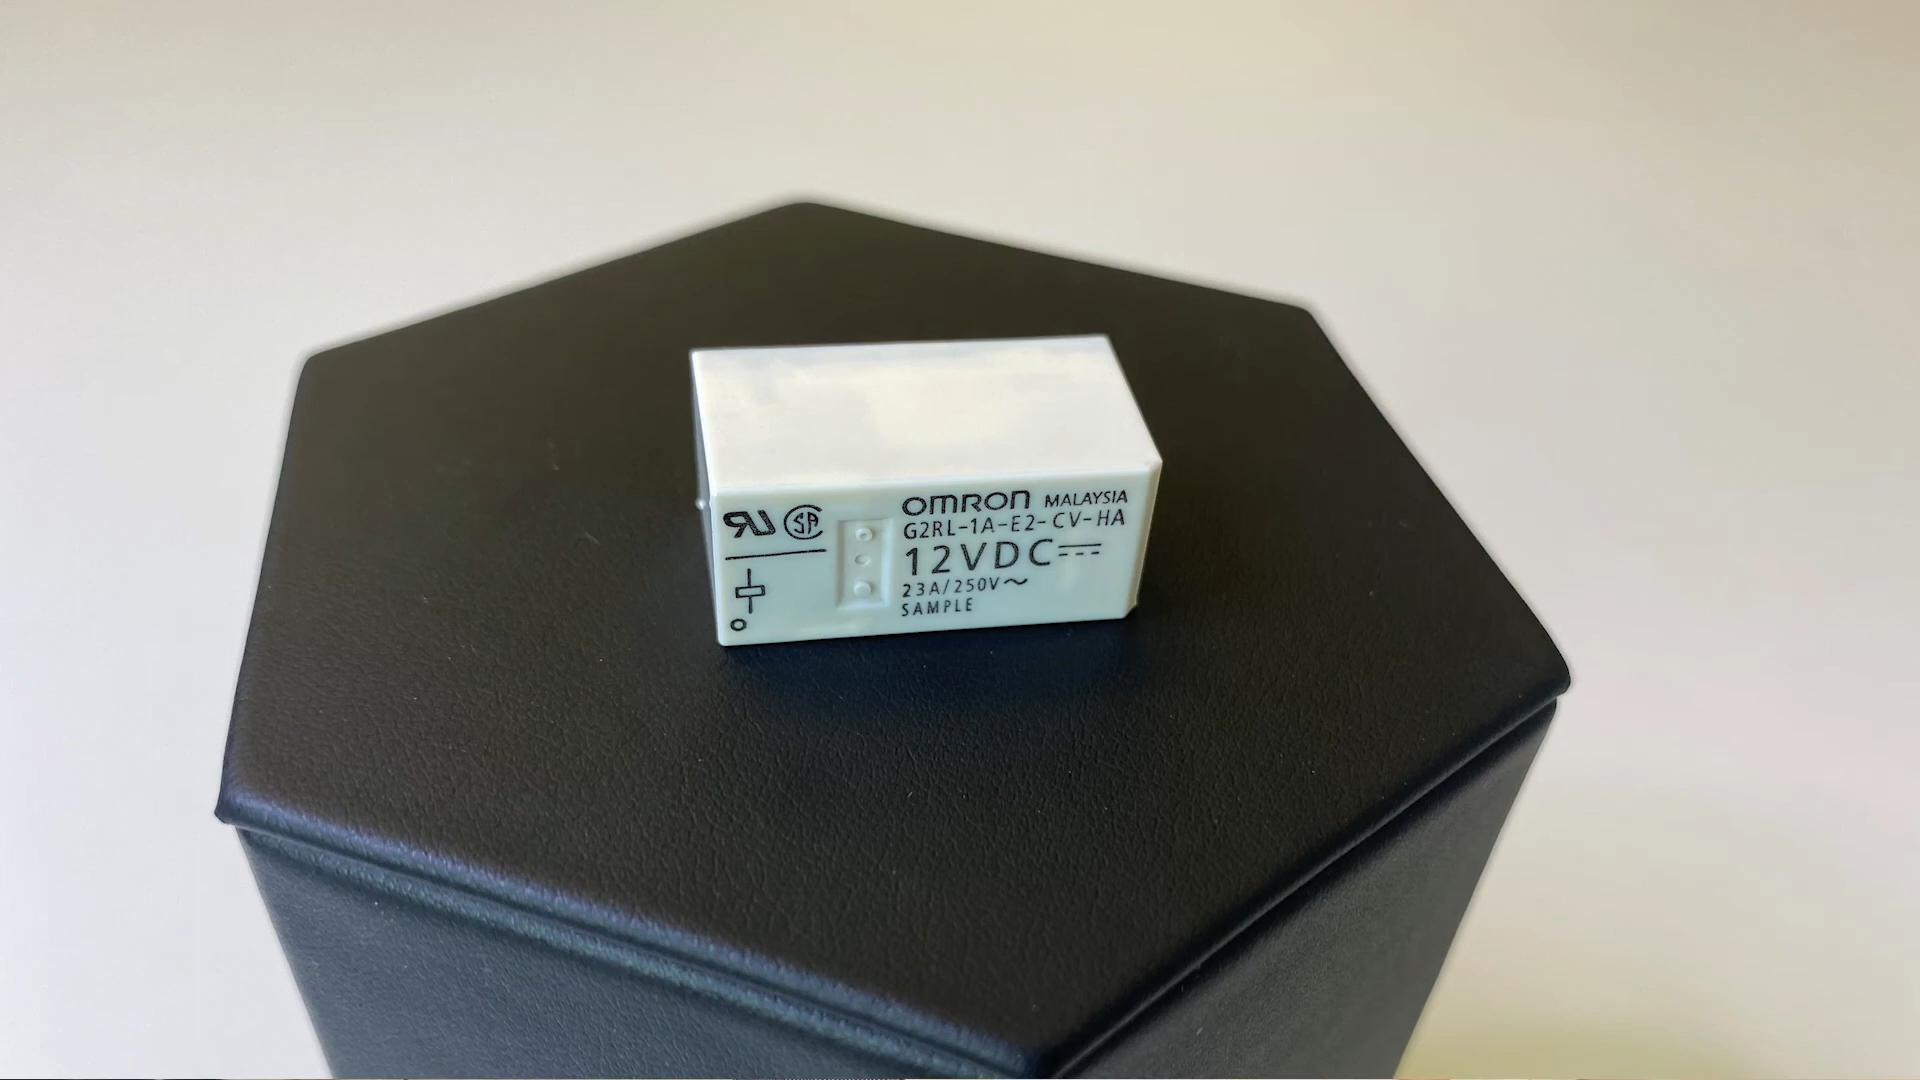 OMRON MALAYSIA
G2RL-1A-E2-CV-HA
12VDC⎓
23A/250V~
SAMPLE